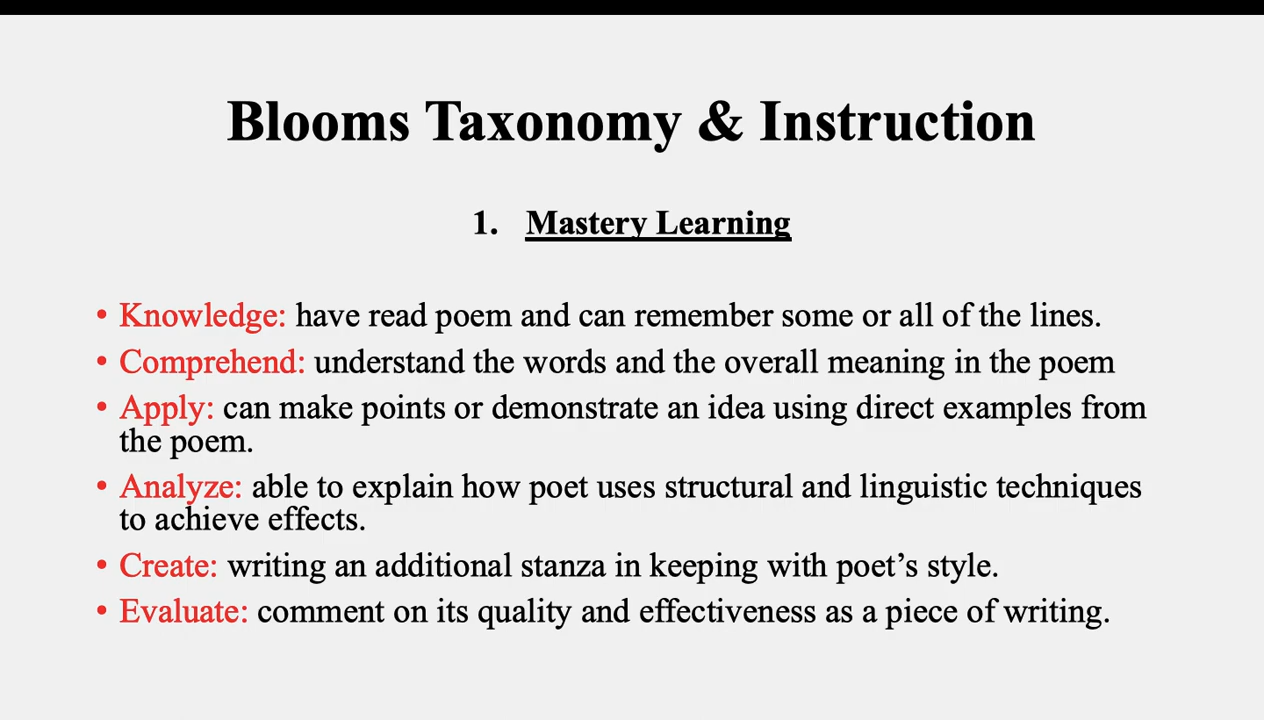 Blooms Taxonomy & Instruction
1. Mastery Learning
• Knowledge: have read poem and can remember some or all of the lines.
• Comprehend: understand the words and the overall meaning in the poem
• Apply: can make points or demonstrate an idea using direct examples from
the poem.
• Analyze: able to explain how poet uses structural and linguistic techniques
to achieve effects.
• Create: writing an additional stanza in keeping with poet’s style.
• Evaluate: comment on its quality and effectiveness as a piece of writing.